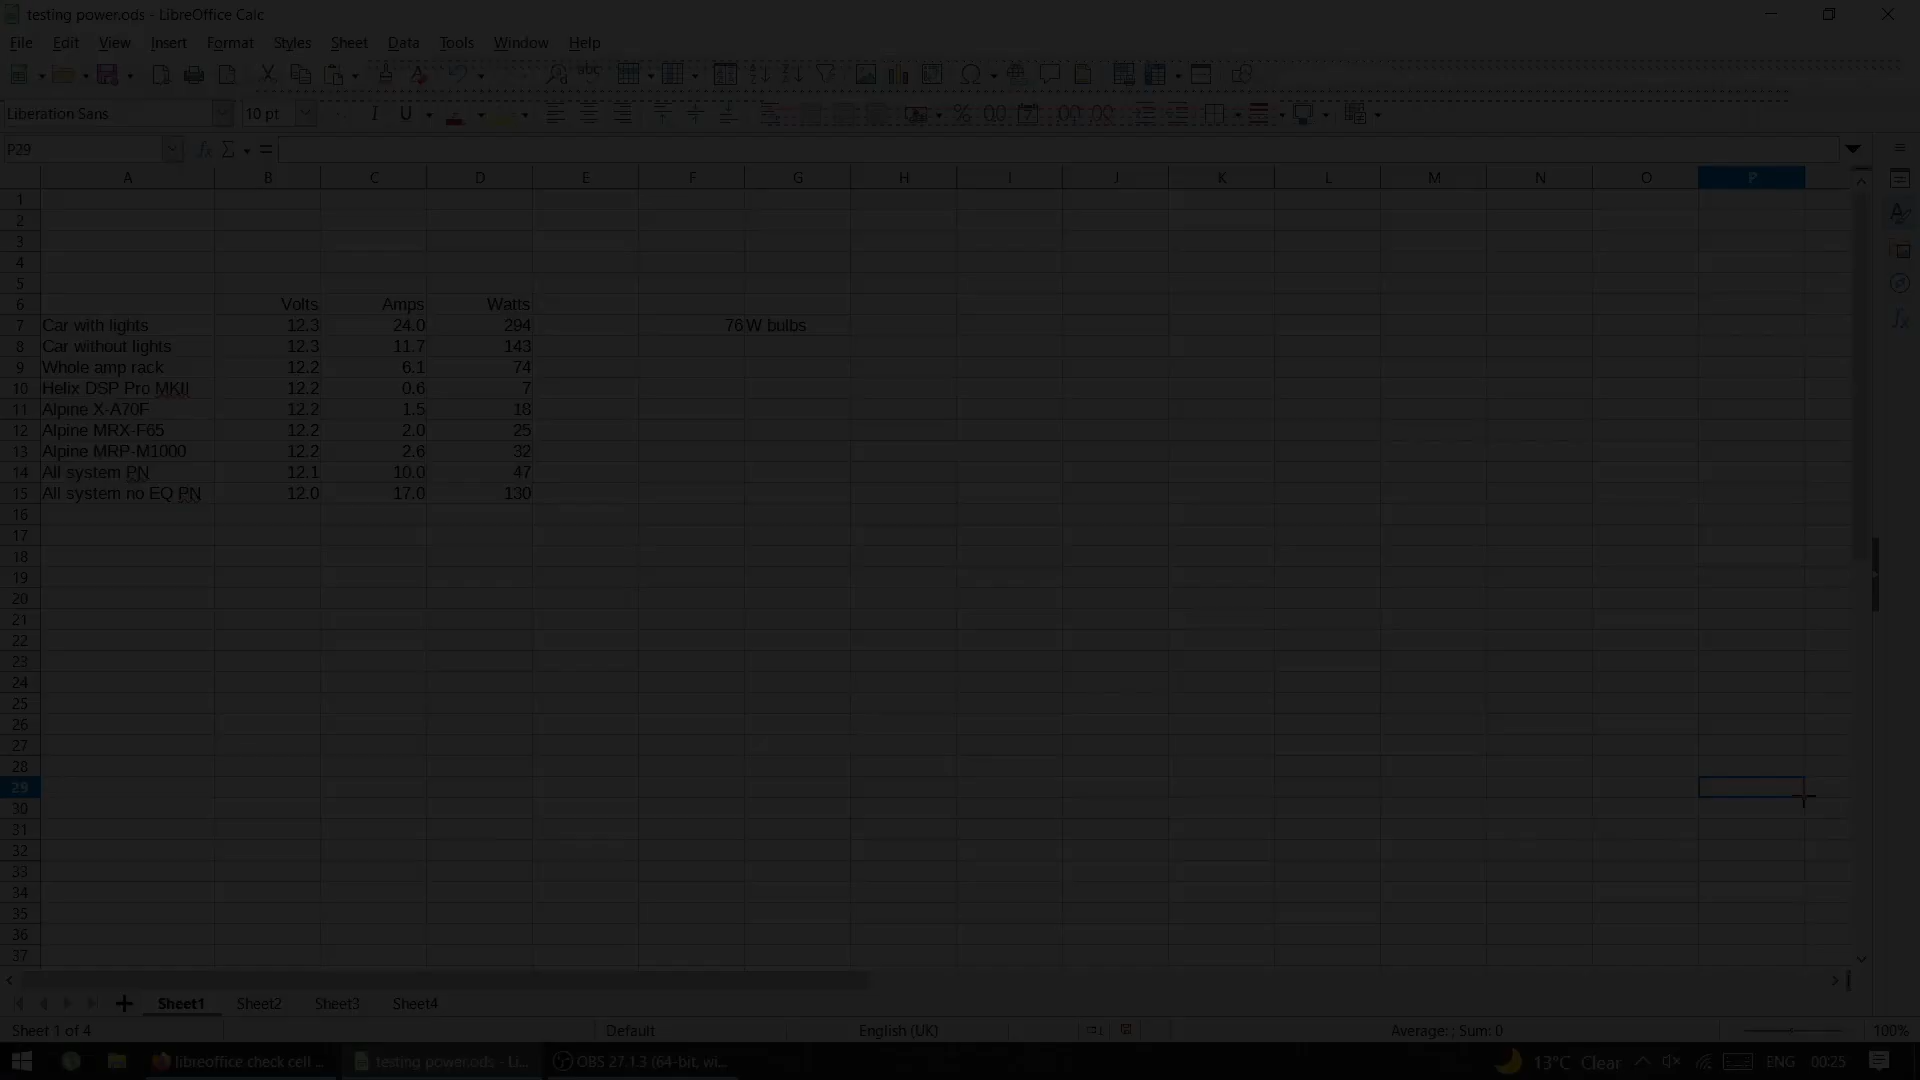 testing power.ods - LibreOffice Calc
File Edit View Insert Format Styles Sheet Data Tools Window Help
Liberation Sans 10 pt I U
P29 fx Σ =
A B C D E F G H I J K L M N O P
1
2
3
4
5
6 Volts Amps Watts
7 Car with lights 12.3 24.0 294 76 W bulbs
8 Car without lights 12.3 11.7 143
9 Whole amp rack 12.2 6.1 74
10 Helix DSP Pro MKII 12.2 0.6 7
11 Alpine X-A70F 12.2 1.5 18
12 Alpine MRX-F65 12.2 2.0 25
13 Alpine MRP-M1000 12.2 2.6 32
14 All system PN 12.1 10.0 47
15 All system no EQ PN 12.0 17.0 130
16
17
18
19
20
21
22
23
24
25
26
27
28
29
30
31
32
33
34
35
36
37
Sheet1 Sheet2 Sheet3 Sheet4
Sheet 1 of 4 Default English (UK) Average: ; Sum: 0 100%
libreoffice check cell ... testing power.ods - Li... OBS 27.1.3 (64-bit, wi... 13°C Clear ENG 00:25